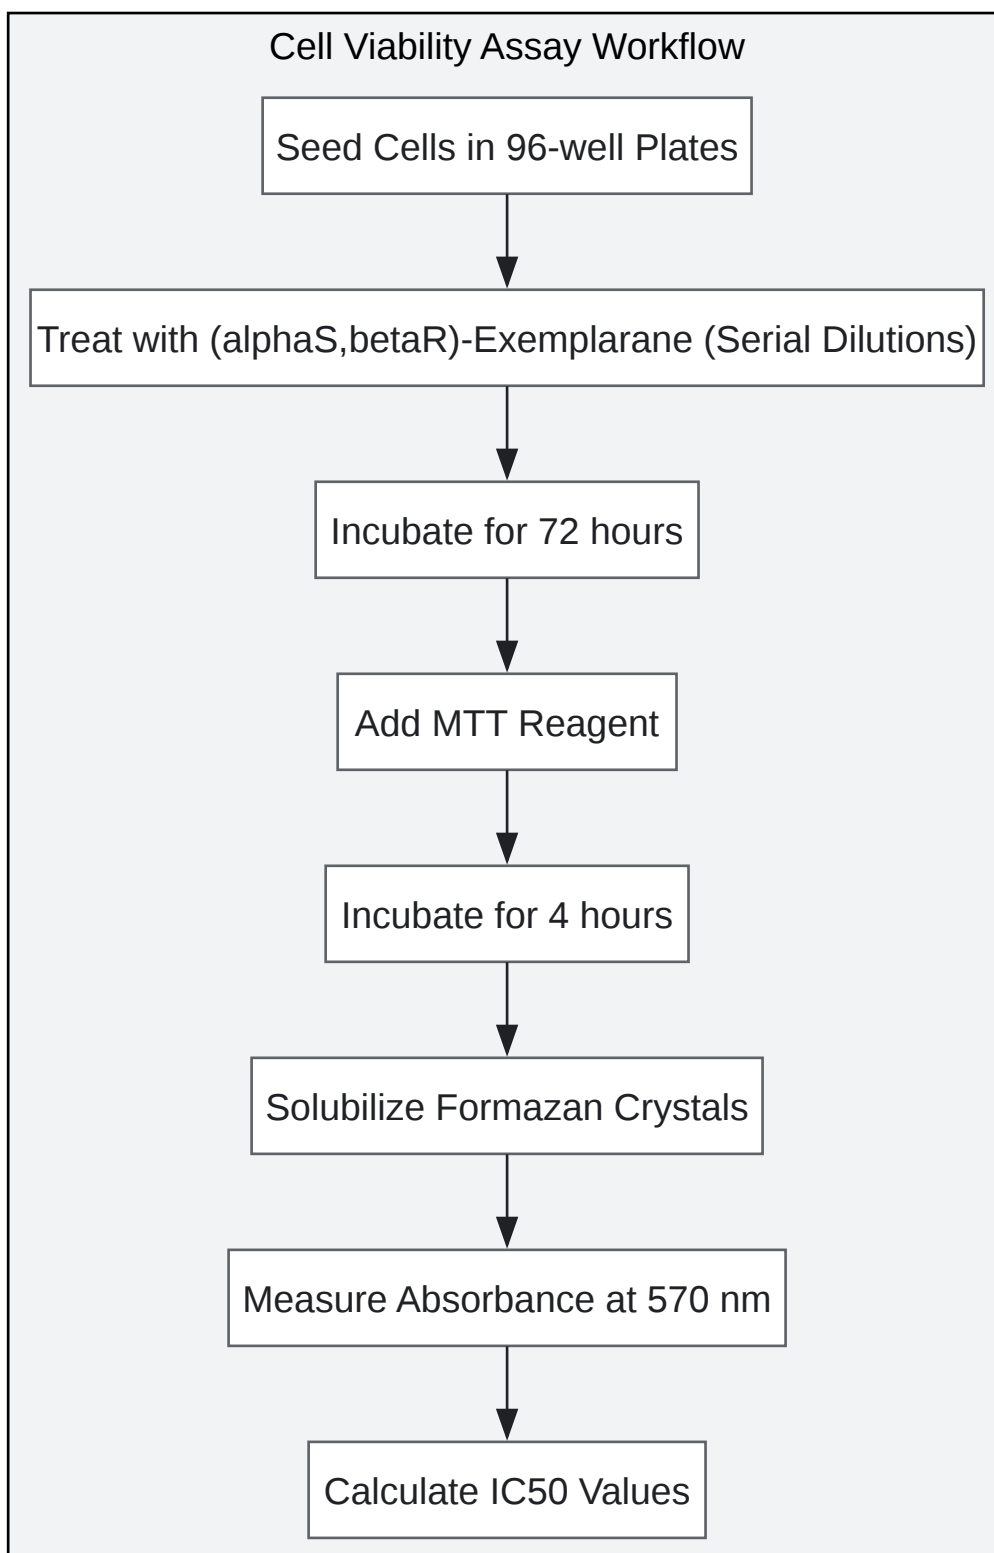 Cell Viability Assay Workflow
Seed Cells in 96-well Plates
Treat with (alphaS,betaR)-Exemplarane (Serial Dilutions)
Incubate for 72 hours
Add MTT Reagent
Incubate for 4 hours
Solubilize Formazan Crystals
Measure Absorbance at 570 nm
Calculate IC50 Values